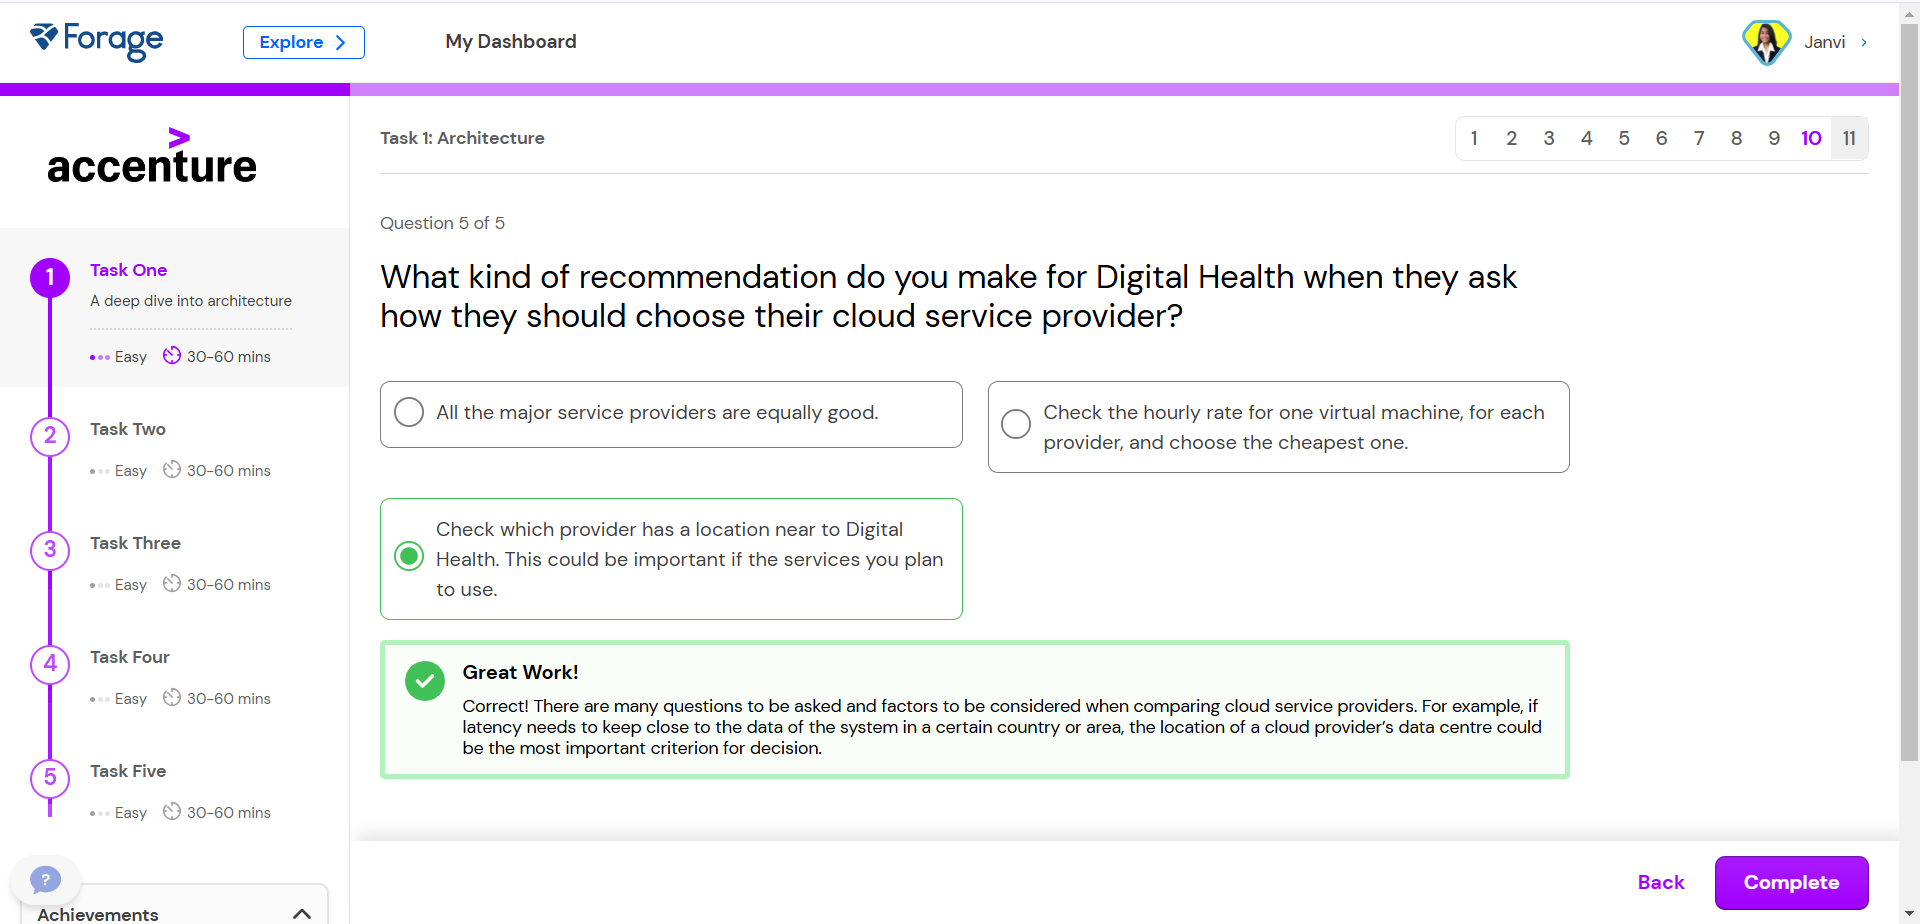 Forage
Explore
My Dashboard
Janvi
accenture
Task 1: Architecture
1 2 3 4 5 6 7 8 9 10 11
1
Task One
A deep dive into architecture
Easy 30-60 mins
2
Task Two
Easy 30-60 mins
3
Task Three
Easy 30-60 mins
4
Task Four
Easy 30-60 mins
5
Task Five
Easy 30-60 mins
?
Achievements
Question 5 of 5
What kind of recommendation do you make for Digital Health when they ask
how they should choose their cloud service provider?
All the major service providers are equally good.
Check the hourly rate for one virtual machine, for each
provider, and choose the cheapest one.
Check which provider has a location near to Digital
Health. This could be important if the services you plan
to use.
Great Work!
Correct! There are many questions to be asked and factors to be considered when comparing cloud service providers. For example, if
latency needs to keep close to the data of the system in a certain country or area, the location of a cloud provider’s data centre could
be the most important criterion for decision.
Back
Complete